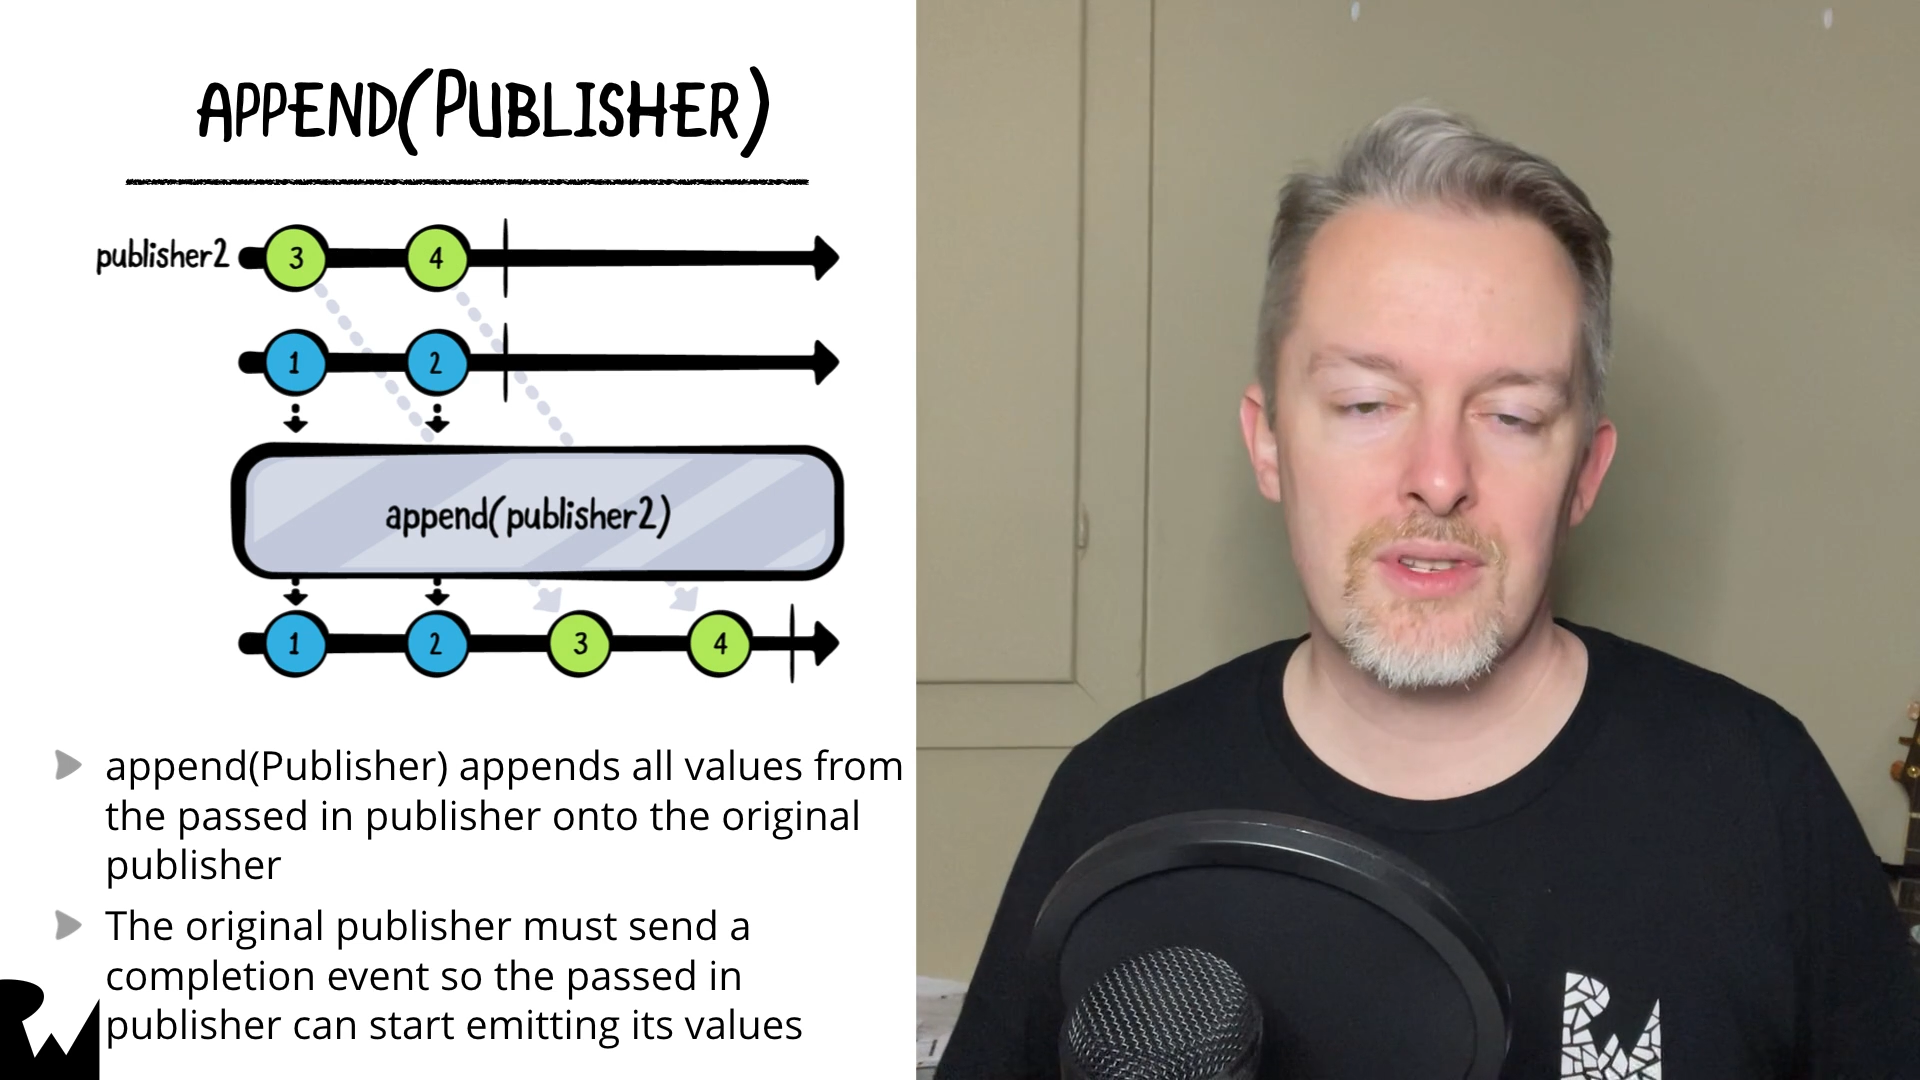 APPEND(PUBLISHER)
publisher2
3
4
1
2
append(publisher2)
1
2
3
4
append(Publisher) appends all values from
the passed in publisher onto the original
publisher
The original publisher must send a
completion event so the passed in
publisher can start emitting its values